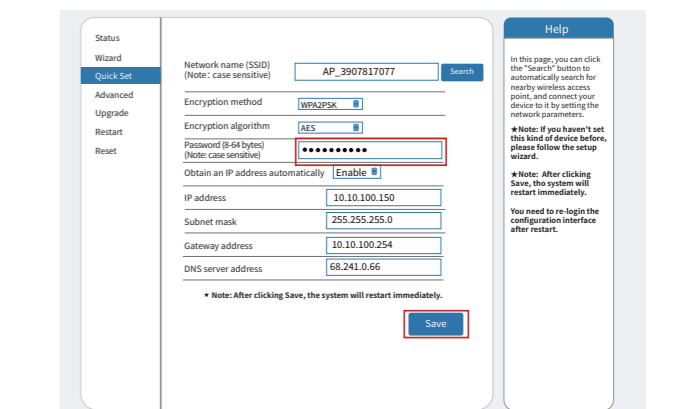 Status
Wizard
Quick Set
Advanced
Upgrade
Restart
Reset
Network name (SSID)
(Note: case sensitive)
AP_3907817077
Search
Encryption method
WPA2PSK
Encryption algorithm
AES
Password (8-64 bytes)
(Note: case sensitive)
••••••••••
Obtain an IP address automatically
Enable
IP address
10.10.100.150
Subnet mask
255.255.255.0
Gateway address
10.10.100.254
DNS server address
68.241.0.66
★ Note: After clicking Save, the system will restart immediately.
Save
Help
In this page, you can click
the "Search" button to
automatically search for
nearby wireless access
point, and connect your
device to it by setting the
network parameters.
★Note: If you haven't set
this kind of device before,
please follow the setup
wizard.
★Note: After clicking
Save, tho system will
restart immediately.
You need to re-login the
configuration interface
after restart.